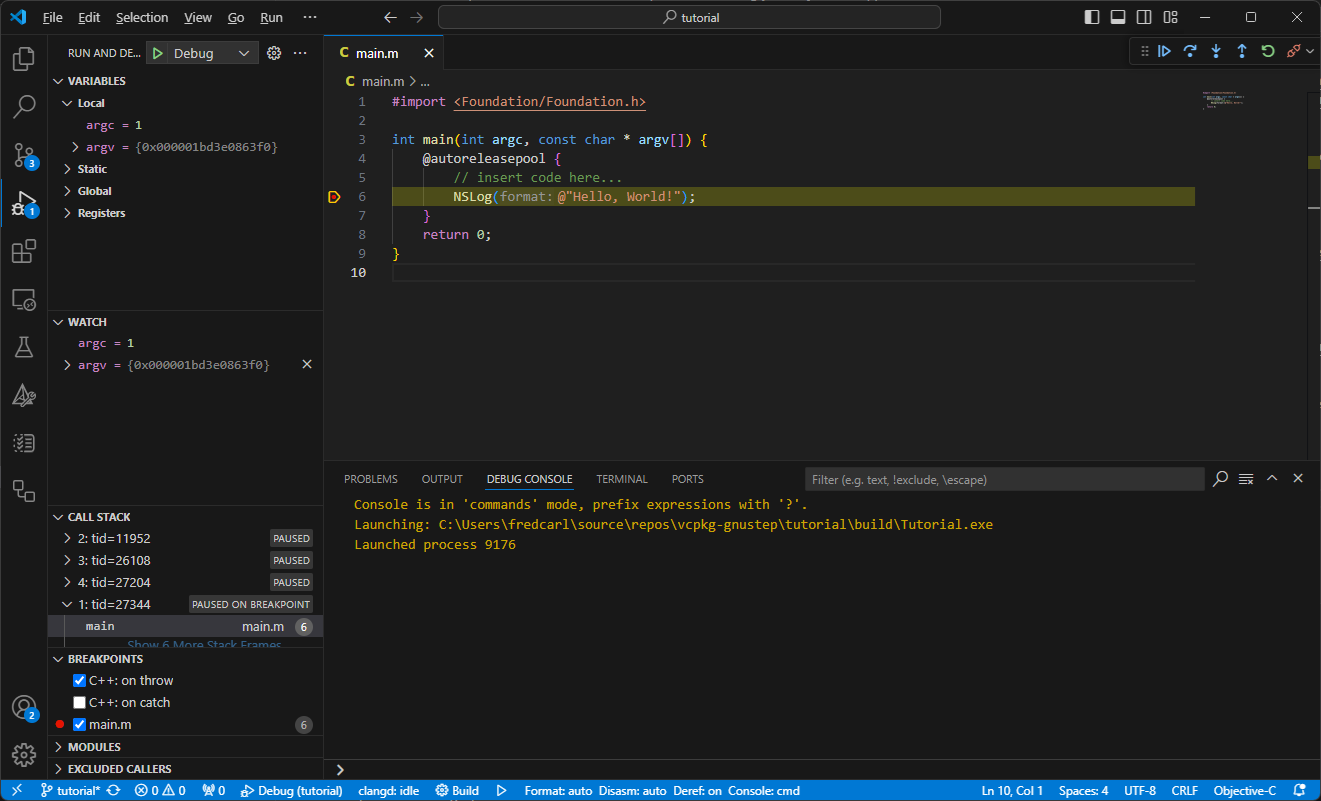 File Edit Selection View Go Run ··· tutorial
RUN AND DE... Debug ···
VARIABLES
Local
argc = 1
argv = {0x000001bd3e0863f0}
Static
Global
Registers
WATCH
argc = 1
argv = {0x000001bd3e0863f0}
CALL STACK
2: tid=11952 PAUSED
3: tid=26108 PAUSED
4: tid=27204 PAUSED
1: tid=27344 PAUSED ON BREAKPOINT
main main.m 6
Show 6 More Stack Frames
BREAKPOINTS
C++: on throw
C++: on catch
main.m 6
MODULES
EXCLUDED CALLERS
3
1
2
C main.m
C main.m > ...
1 #import <Foundation/Foundation.h>
2
3 int main(int argc, const char * argv[]) {
4 @autoreleasepool {
5 // insert code here...
6 NSLog(format: @"Hello, World!");
7 }
8 return 0;
9 }
10
PROBLEMS OUTPUT DEBUG CONSOLE TERMINAL PORTS Filter (e.g. text, !exclude, \escape)
Console is in 'commands' mode, prefix expressions with '?'.
Launching: C:\Users\fredcarl\source\repos\vcpkg-gnustep\tutorial\build\Tutorial.exe
Launched process 9176
tutorial* 0 0 0 Debug (tutorial) clangd: idle Build Format: auto Disasm: auto Deref: on Console: cmd Ln 10, Col 1 Spaces: 4 UTF-8 CRLF Objective-C